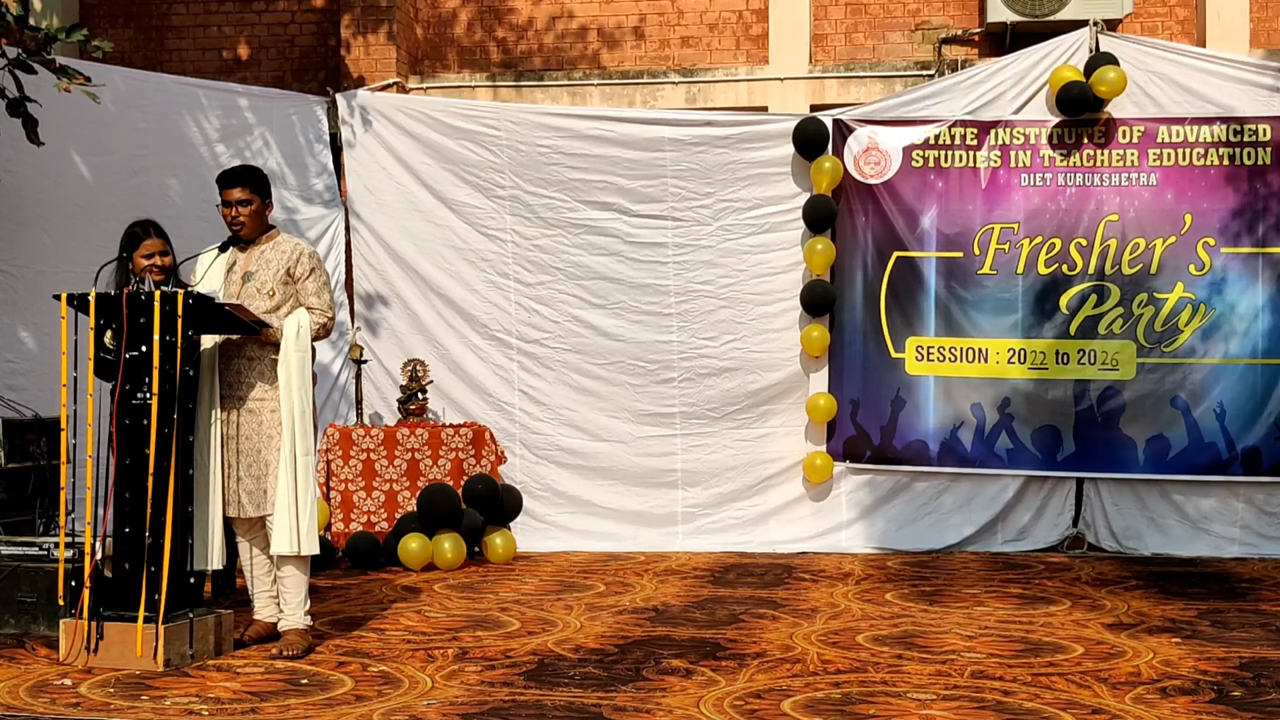 STATE INSTITUTE OF ADVANCED
STUDIES IN TEACHER EDUCATION
DIET KURUKSHETRA
Fresher's
Party
SESSION : 2022 to 2026